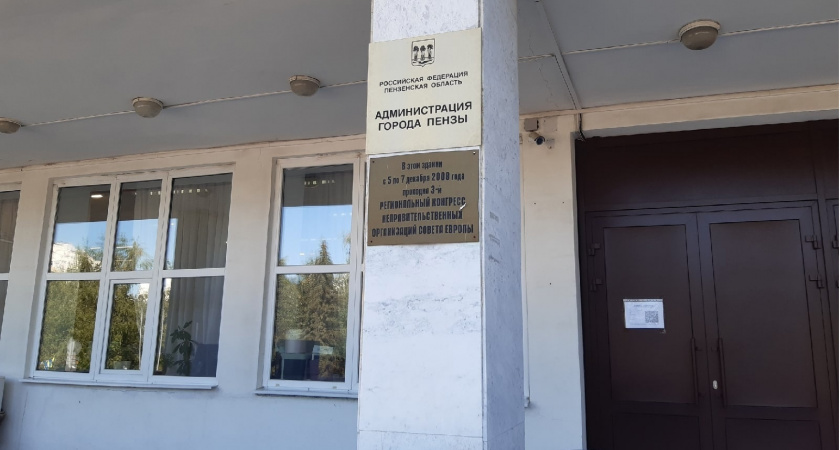 РОССИЙСКАЯ ФЕДЕРАЦИЯ
ПЕНЗЕНСКАЯ ОБЛАСТЬ
АДМИНИСТРАЦИЯ
ГОРОДА ПЕНЗЫ
В этом здании
с 5 по 7 декабря 2000 года
проходил 3-й
РЕГИОНАЛЬНЫЙ КОНГРЕСС
НЕПРАВИТЕЛЬСТВЕННЫХ
ОРГАНИЗАЦИЙ СОВЕТА ЕВРОПЫ